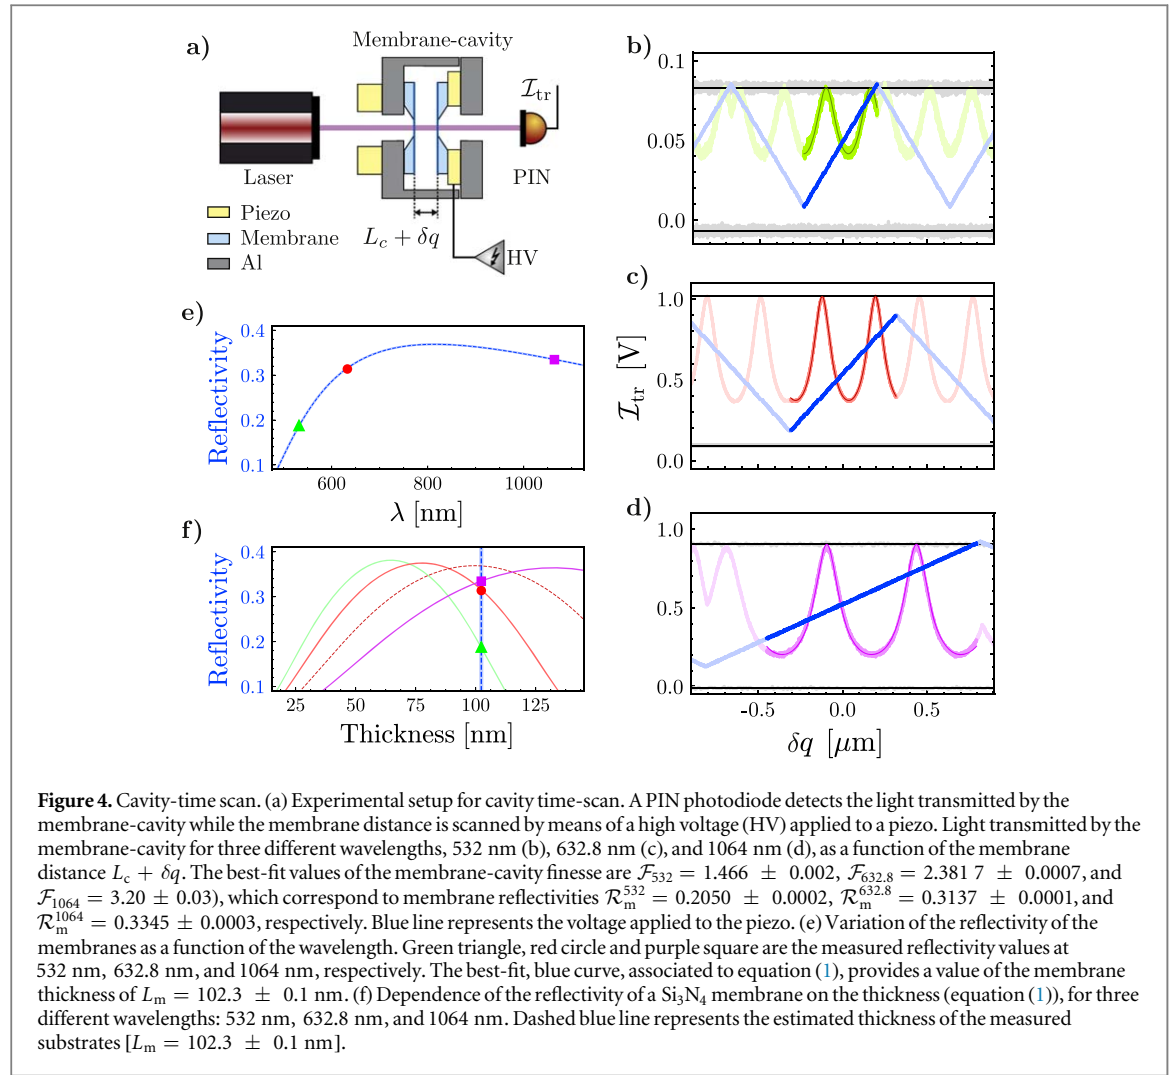 a)
Membrane-cavity
𝓘tr
Laser
PIN
Piezo
Membrane
Al
Lc + δq
HV
b)
0.1
0.05
0.0
c)
1.0
0.5
0.0
𝓘tr [V]
d)
1.0
0.5
0.0
-0.5 0.0 0.5
δq [μm]
e)
Reflectivity
0.4
0.3
0.2
0.1
600 800 1000
λ [nm]
f)
Reflectivity
0.4
0.3
0.2
0.1
25 50 75 100 125
Thickness [nm]
Figure 4. Cavity-time scan. (a) Experimental setup for cavity time-scan. A PIN photodiode detects the light transmitted by the
membrane-cavity while the membrane distance is scanned by means of a high voltage (HV) applied to a piezo. Light transmitted by the
membrane-cavity for three different wavelengths, 532 nm (b), 632.8 nm (c), and 1064 nm (d), as a function of the membrane
distance Lc + δq. The best-fit values of the membrane-cavity finesse are ℱ532 = 1.466 ± 0.002, ℱ632.8 = 2.381 7 ± 0.0007, and
ℱ1064 = 3.20 ± 0.03), which correspond to membrane reflectivities ℛm^532 = 0.2050 ± 0.0002, ℛm^632.8 = 0.3137 ± 0.0001, and
ℛm^1064 = 0.3345 ± 0.0003, respectively. Blue line represents the voltage applied to the piezo. (e) Variation of the reflectivity of the
membranes as a function of the wavelength. Green triangle, red circle and purple square are the measured reflectivity values at
532 nm, 632.8 nm, and 1064 nm, respectively. The best-fit, blue curve, associated to equation (1), provides a value of the membrane
thickness of Lm = 102.3 ± 0.1 nm. (f) Dependence of the reflectivity of a Si3N4 membrane on the thickness (equation (1)), for three
different wavelengths: 532 nm, 632.8 nm, and 1064 nm. Dashed blue line represents the estimated thickness of the measured
substrates [Lm = 102.3 ± 0.1 nm].